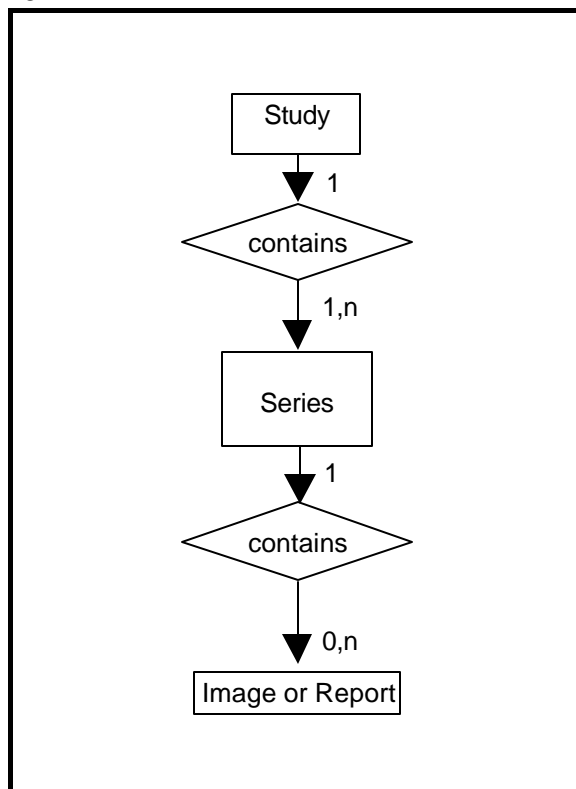 Study
1
contains
1,n
Series
1
contains
0,n
Image or Report